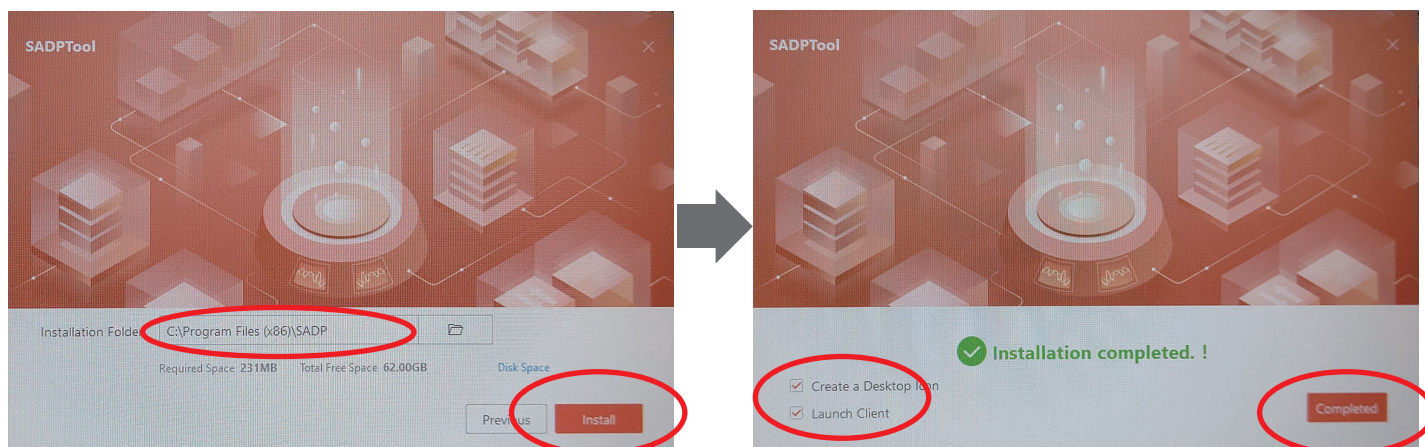 SADPTool
Installation Folder
C:\Program Files (x86)\SADP
Required Space 231MB Total Free Space 62.00GB Disk Space
Previous Install
SADPTool
Installation completed. !
Create a Desktop Icon
Launch Client
Completed